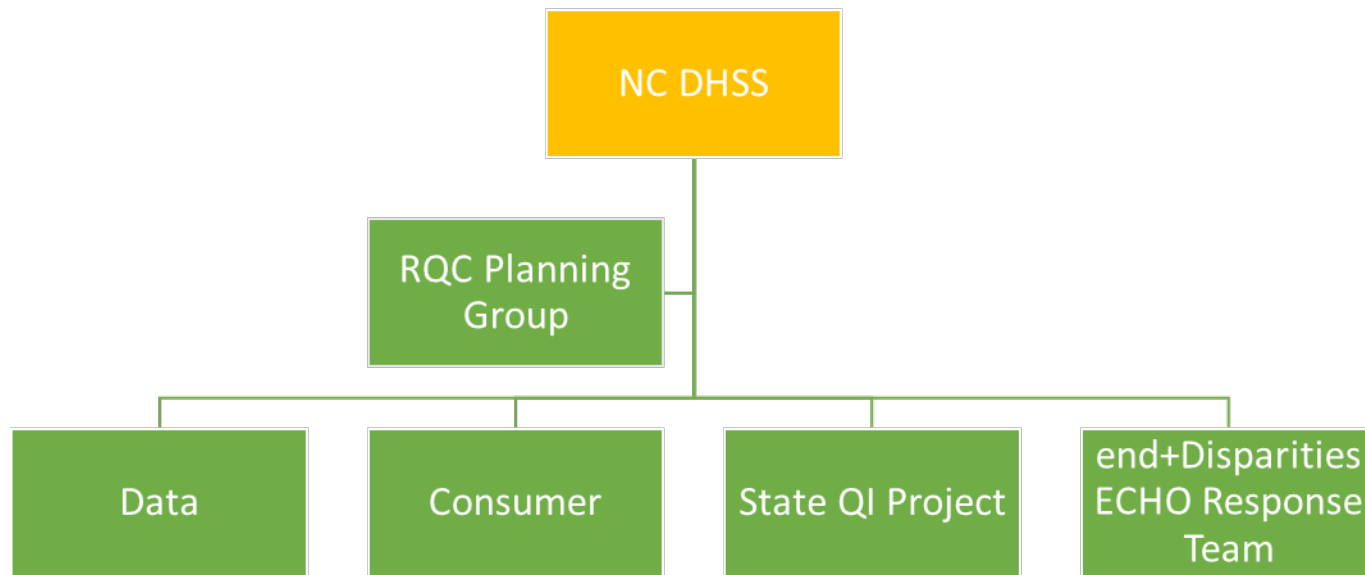 NC DHSS
RQC Planning
Group
Data
Consumer
State QI Project
end+Disparities
ECHO Response
Team